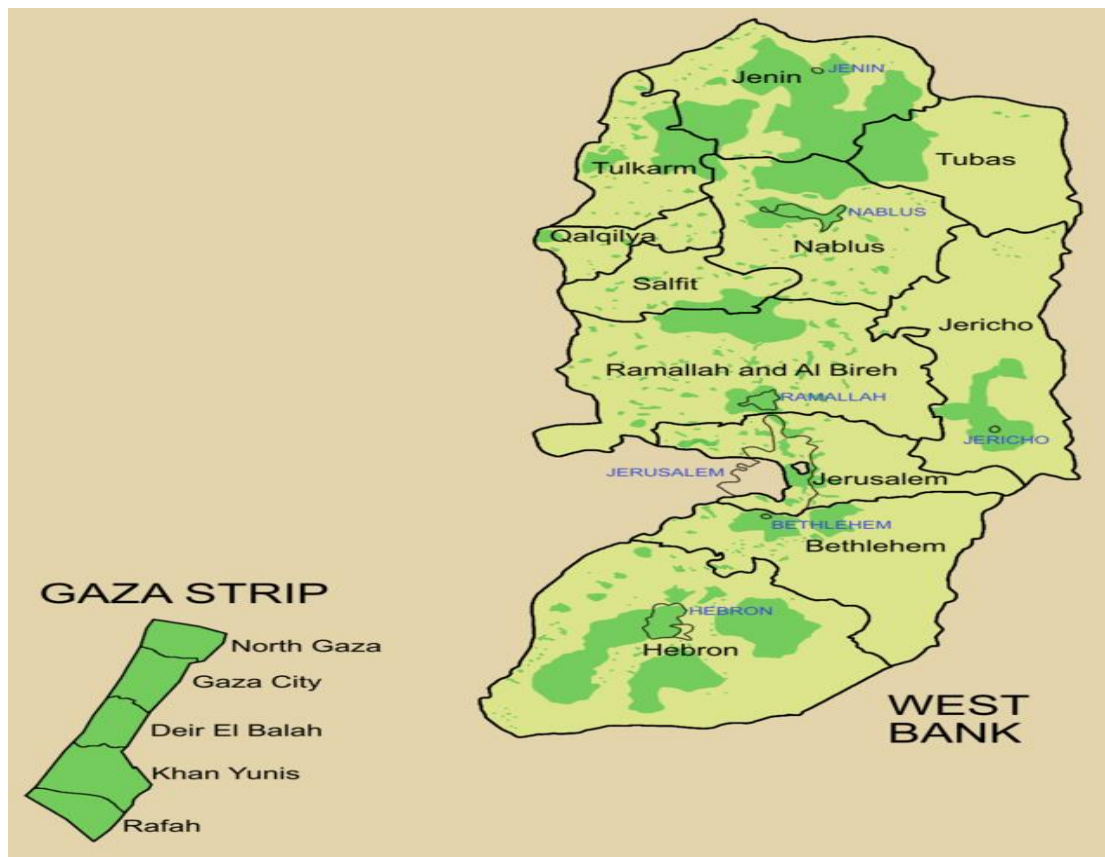 JENIN
Jenin
Tubas
Tulkarm
NABLUS
Qalqilya
Nablus
Salfit
Jericho
Ramallah and Al Bireh
RAMALLAH
JERICHO
JERUSALEM
Jerusalem
BETHLEHEM
Bethlehem
GAZA STRIP
HEBRON
North Gaza
Hebron
Gaza City
WEST
BANK
Deir El Balah
Khan Yunis
Rafah